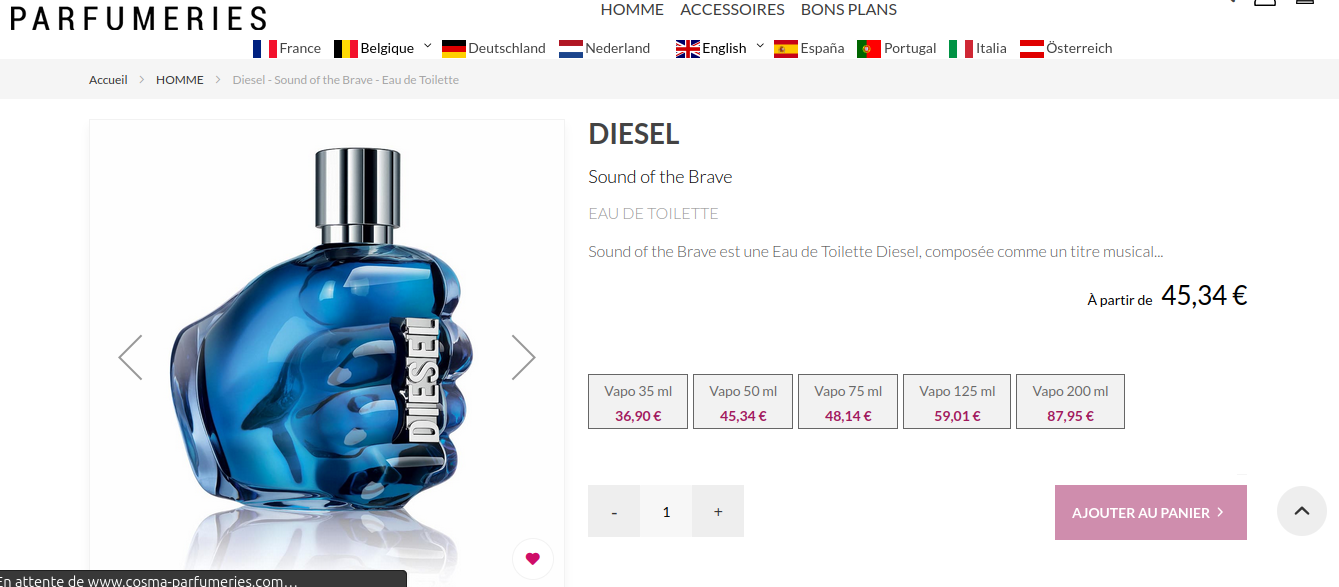 PARFUMERIES
HOMME ACCESSOIRES BONS PLANS
France Belgique Deutschland Nederland English España Portugal Italia Österreich
Accueil > HOMME > Diesel - Sound of the Brave - Eau de Toilette
DIESEL
Sound of the Brave
EAU DE TOILETTE
Sound of the Brave est une Eau de Toilette Diesel, composée comme un titre musical...
À partir de 45,34 €
DIESEL
Vapo 35 ml Vapo 50 ml Vapo 75 ml Vapo 125 ml Vapo 200 ml
36,90 € 45,34 € 48,14 € 59,01 € 87,95 €
- 1 +
AJOUTER AU PANIER >
En attente de www.cosma-parfumeries.com...